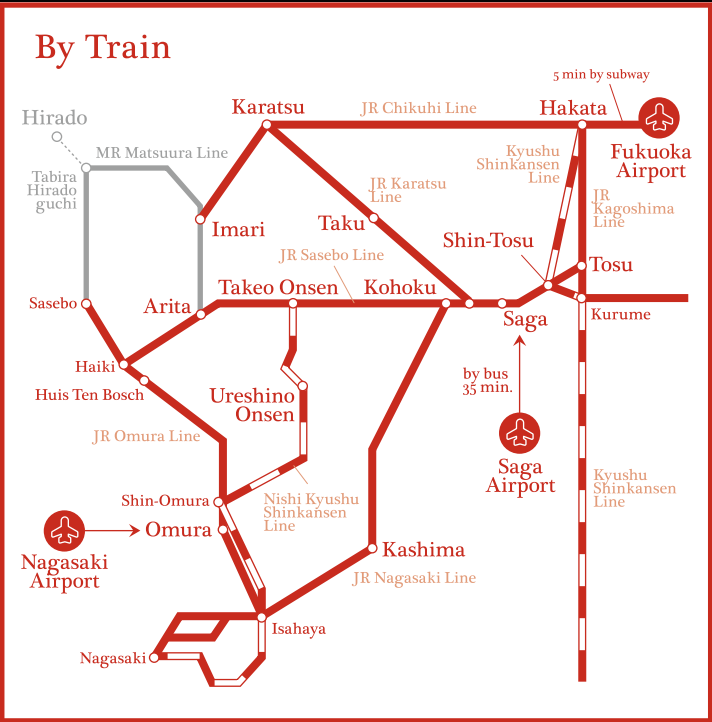 By Train
5 min by subway
Karatsu
JR Chikuhi Line
Hakata
Hirado
MR Matsuura Line
Kyushu
Shinkansen
Line
Fukuoka
Airport
Tabira
Hirado
guchi
JR Karatsu
Line
JR
Kagoshima
Line
Imari
Taku
Shin-Tosu
JR Sasebo Line
Tosu
Takeo Onsen
Kohoku
Sasebo
Arita
Saga
Kurume
Haiki
by bus
35 min.
Huis Ten Bosch
Ureshino
Onsen
JR Omura Line
Saga
Airport
Kyushu
Shinkansen
Line
Shin-Omura
Nishi Kyushu
Shinkansen
Line
Omura
Nagasaki
Airport
Kashima
JR Nagasaki Line
Isahaya
Nagasaki